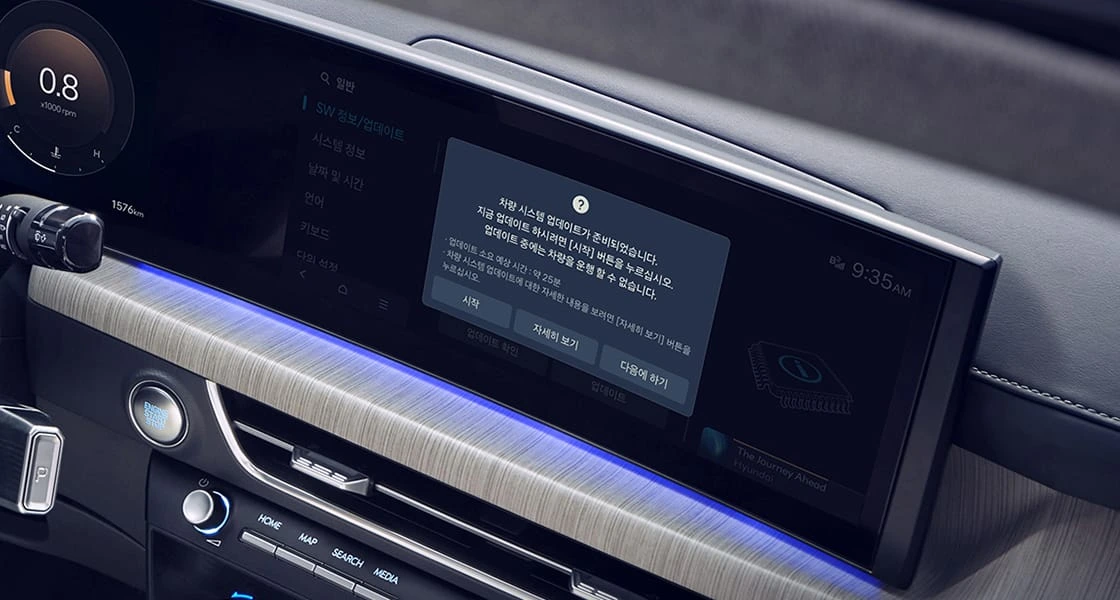 0.8
x1000 rpm
C
H
1576km
일반
SW 정보/업데이트
시스템 정보
날짜 및 시간
언어
키보드
다의 설정
차량 시스템 업데이트가 준비되었습니다.
지금 업데이트 하시려면 [시작] 버튼을 누르십시오.
업데이트 중에는 차량을 운행 할 수 없습니다.
· 업데이트 소요 예상 시간 : 약 25분
· 차량 시스템 업데이트에 대한 자세한 내용을 보려면 [자세히 보기] 버튼을
누르십시오.
시작
자세히 보기
다음에 하기
업데이트 확인
업데이트
9:35AM
The Journey Ahead
Hyundai
ENGINE
START
STOP
P
HOME
MAP
SEARCH
MEDIA